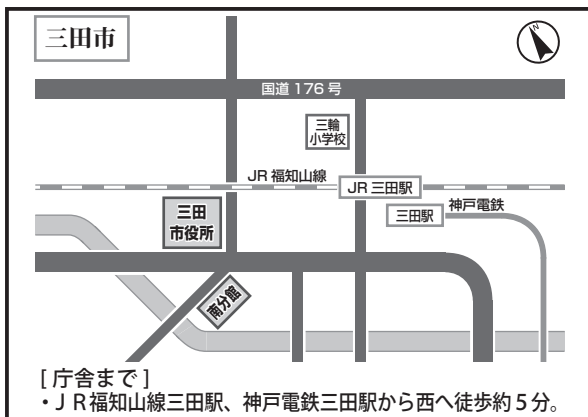 三田市
N
国道 176 号
三輪
小学校
JR 福知山線
JR 三田駅
三田
市役所
三田駅
神戸電鉄
南分館
[ 庁舎まで ]
・ＪＲ福知山線三田駅、神戸電鉄三田駅から西へ徒歩約５分。